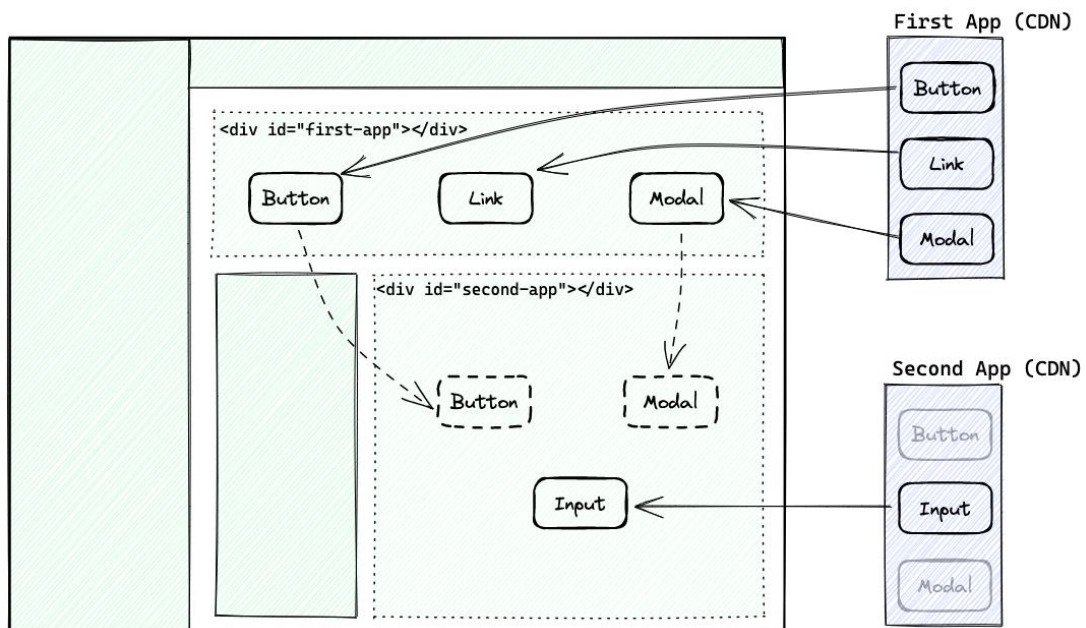 First App (CDN)
Button
Link
Modal
<div id="first-app"></div>
Button
Link
Modal
<div id="second-app"></div>
Button
Modal
Input
Second App (CDN)
Button
Input
Modal